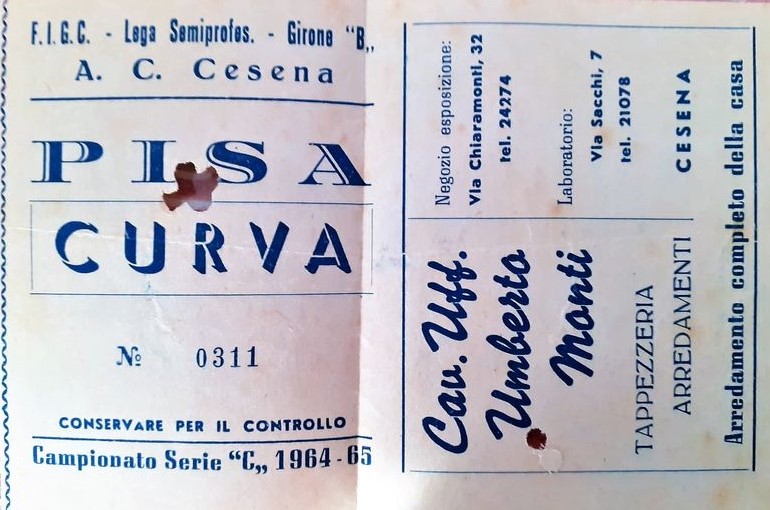 F.I.G.C. - Lega Semiprofes. - Girone "B„
A. C. Cesena
PISA
CURVA
№ 0311
CONSERVARE PER IL CONTROLLO
Campionato Serie "C„ 1964-65
Cav. Uff.
Umberto
Monti
TAPPEZZERIA
ARREDAMENTI
Negozio esposizione:
Via Chiaramonti, 32
tel. 24274
Laboratorio:
Via Sacchi, 7
tel. 21078
CESENA
Arredamento completo della casa